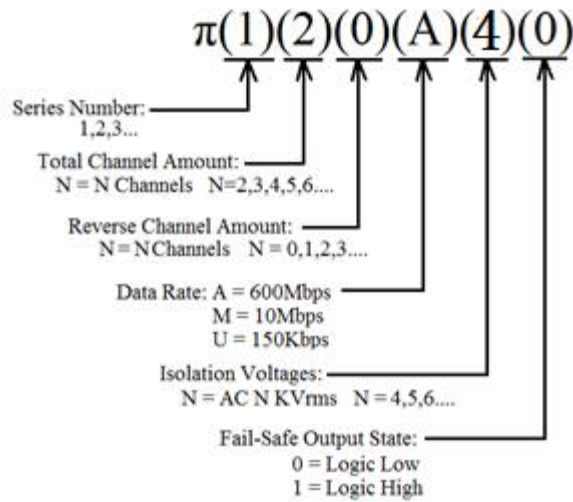 π(1)(2)(0)(A)(4)(0)
Series Number:
1,2,3...
Total Channel Amount:
N = N Channels N=2,3,4,5,6....
Reverse Channel Amount:
N = NChannels N = 0,1,2,3....
Data Rate: A = 600Mbps
M = 10Mbps
U = 150Kbps
Isolation Voltages:
N = AC N KVrms N = 4,5,6....
Fail-Safe Output State:
0 = Logic Low
1 = Logic High